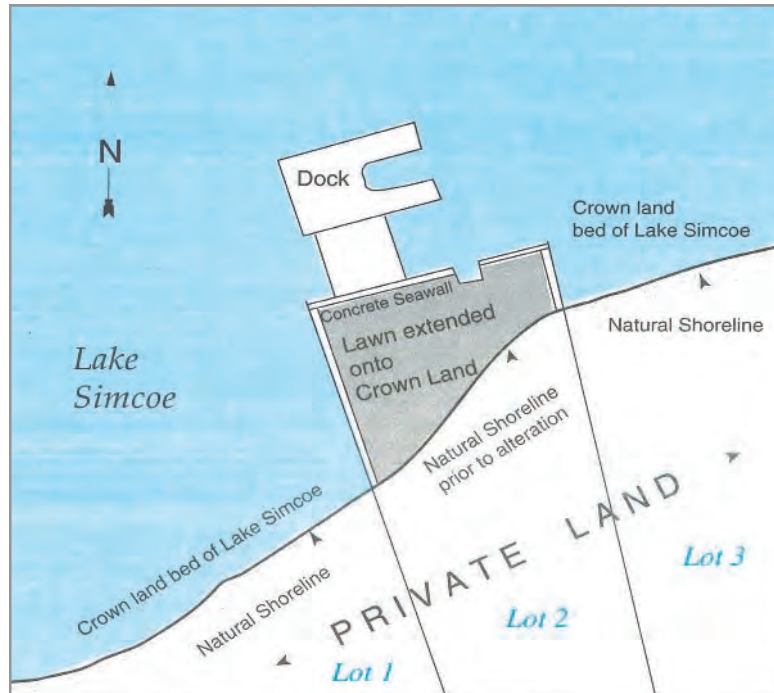 N
Dock
Crown land
bed of Lake Simcoe
Concrete Seawall
Lawn extended
onto
Crown Land
Natural Shoreline
Lake
Simcoe
Natural Shoreline
prior to alteration
Crown land bed of Lake Simcoe
Natural Shoreline
PRIVATE LAND
Lot 3
Lot 2
Lot 1